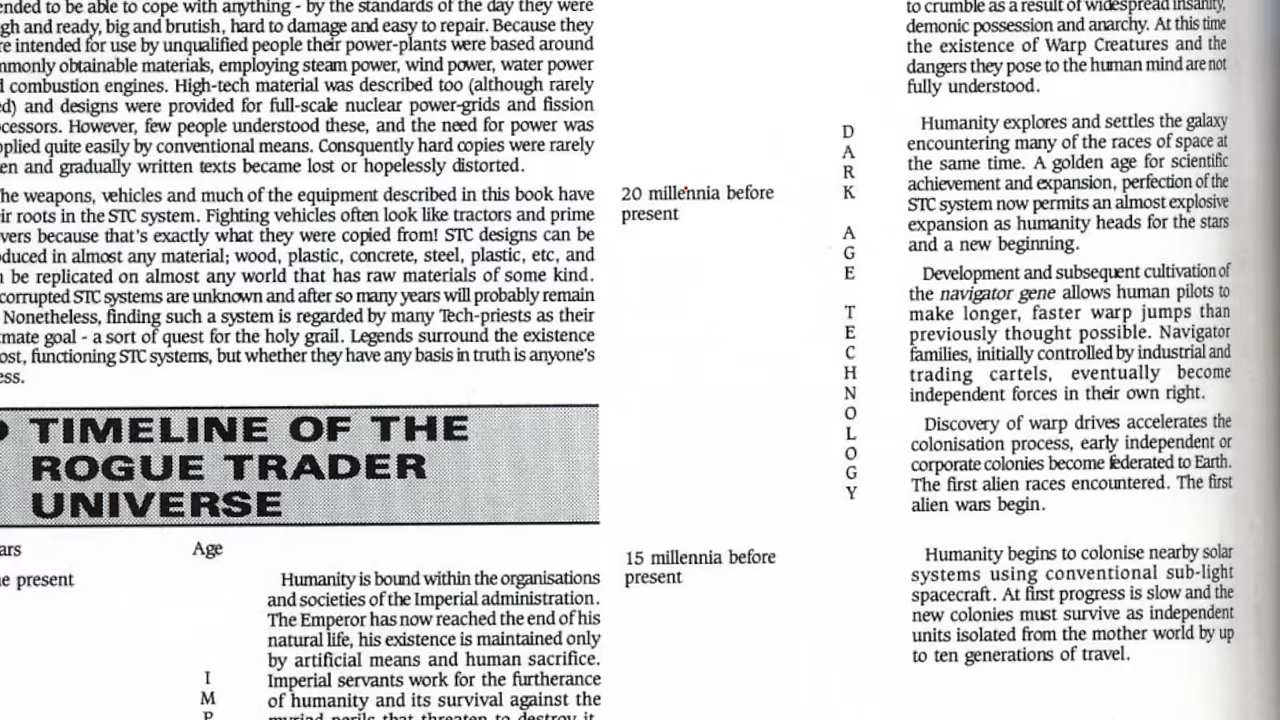 ended to be able to cope with anything - by the standards of the day they were
gh and ready, big and brutish, hard to damage and easy to repair. Because they
re intended for use by unqualified people their power-plants were based around
mmonly obtainable materials, employing steam power, wind power, water power
d combustion engines. High-tech material was described too (although rarely
ed) and designs were provided for full-scale nuclear power-grids and fission
cessors. However, few people understood these, and the need for power was
pplied quite easily by conventional means. Consquently hard copies were rarely
en and gradually written texts became lost or hopelessly distorted.
he weapons, vehicles and much of the equipment described in this book have
eir roots in the STC system. Fighting vehicles often look like tractors and prime
vers because that's exactly what they were copied from! STC designs can be
oduced in almost any material; wood, plastic, concrete, steel, plastic, etc, and
n be replicated on almost any world that has raw materials of some kind.
corrupted STC systems are unknown and after so many years will probably remain
Nonetheless, finding such a system is regarded by many Tech-priests as their
mate goal - a sort of quest for the holy grail. Legends surround the existence
ost, functioning STC systems, but whether they have any basis in truth is anyone's
ess.
TIMELINE OF THE
ROGUE TRADER
UNIVERSE
ars Age
e present
Humanity is bound within the organisations
and societies of the Imperial administration.
The Emperor has now reached the end of his
natural life, his existence is maintained only
by artificial means and human sacrifice.
Imperial servants work for the furtherance
of humanity and its survival against the
myriad perils that threaten to destroy it.
I
M
P
20 millennia before
present
15 millennia before
present
D
A
R
K
A
G
E
T
E
C
H
N
O
L
O
G
Y
to crumble as a result of widespread insanity,
demonic possession and anarchy. At this time
the existence of Warp Creatures and the
dangers they pose to the human mind are not
fully understood.
Humanity explores and settles the galaxy
encountering many of the races of space at
the same time. A golden age for scientific
achievement and expansion, perfection of the
STC system now permits an almost explosive
expansion as humanity heads for the stars
and a new beginning.
Development and subsequent cultivation of
the navigator gene allows human pilots to
make longer, faster warp jumps than
previously thought possible. Navigator
families, initially controlled by industrial and
trading cartels, eventually become
independent forces in their own right.
Discovery of warp drives accelerates the
colonisation process, early independent or
corporate colonies become federated to Earth.
The first alien races encountered. The first
alien wars begin.
Humanity begins to colonise nearby solar
systems using conventional sub-light
spacecraft. At first progress is slow and the
new colonies must survive as independent
units isolated from the mother world by up
to ten generations of travel.